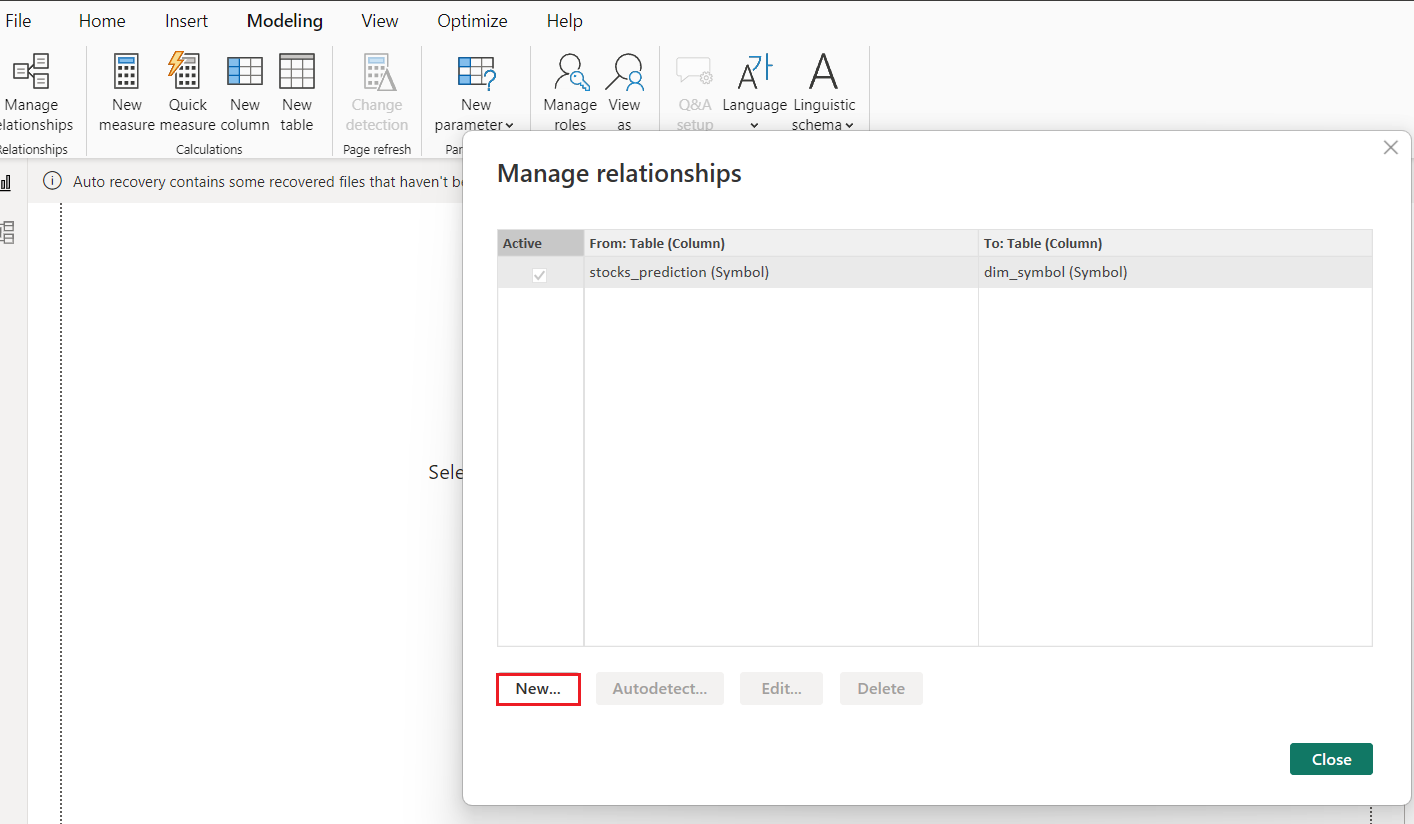 File Home Insert Modeling View Optimize Help
Manage New Quick New New Change New Manage View Q&A Language Linguistic
elationships measure measure column table detection parameter roles as setup schema
elationships Calculations Page refresh Par
Auto recovery contains some recovered files that haven't be
Manage relationships
Active From: Table (Column) To: Table (Column)
stocks_prediction (Symbol) dim_symbol (Symbol)
Sele
New... Autodetect... Edit... Delete
Close